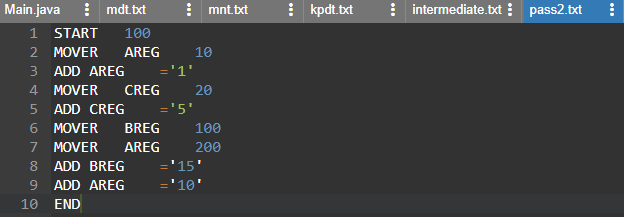 Main.java ⋮ mdt.txt ⋮ mnt.txt ⋮ kpdt.txt ⋮ intermediate.txt ⋮ pass2.txt ⋮
1 START 100
2 MOVER AREG 10
3 ADD AREG ='1'
4 MOVER CREG 20
5 ADD CREG ='5'
6 MOVER BREG 100
7 MOVER AREG 200
8 ADD BREG ='15'
9 ADD AREG ='10'
10 END